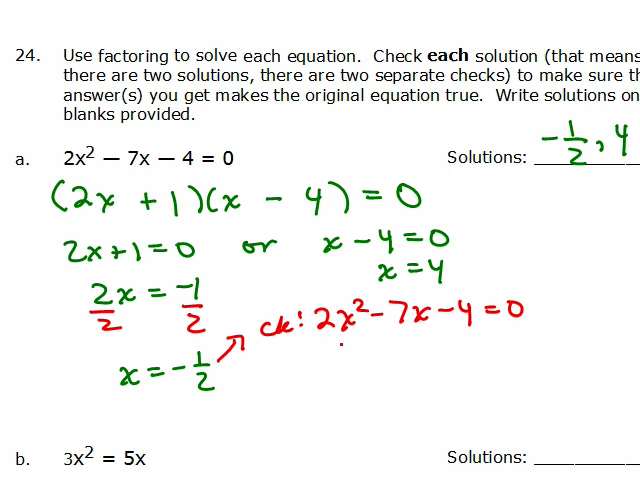 24. Use factoring to solve each equation. Check each solution (that means
there are two solutions, there are two separate checks) to make sure th
answer(s) you get makes the original equation true. Write solutions on
blanks provided.
a. 2x² – 7x – 4 = 0 Solutions: -1/2, 4
(2x + 1)(x - 4) = 0
2x+1=0 or x-4=0
x=4
2x/2 = -1/2
ck: 2x²-7x-4=0
x=-1/2
b. 3x² = 5x Solutions: ________